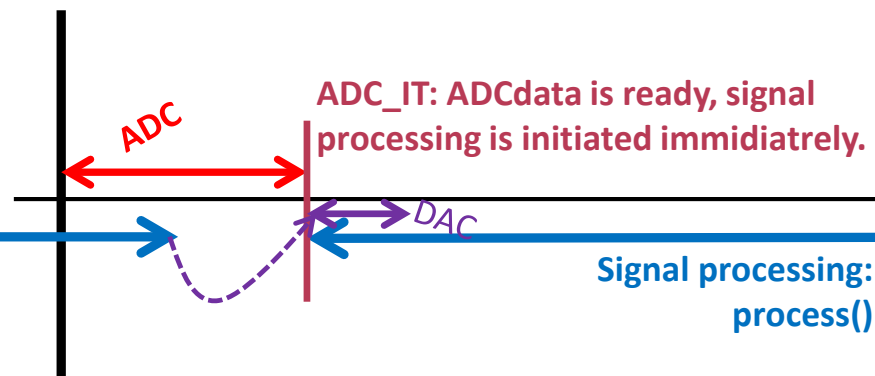 ADC
ADC_IT: ADCdata is ready, signal
processing is initiated immidiatrely.
DAC
Signal processing:
process()